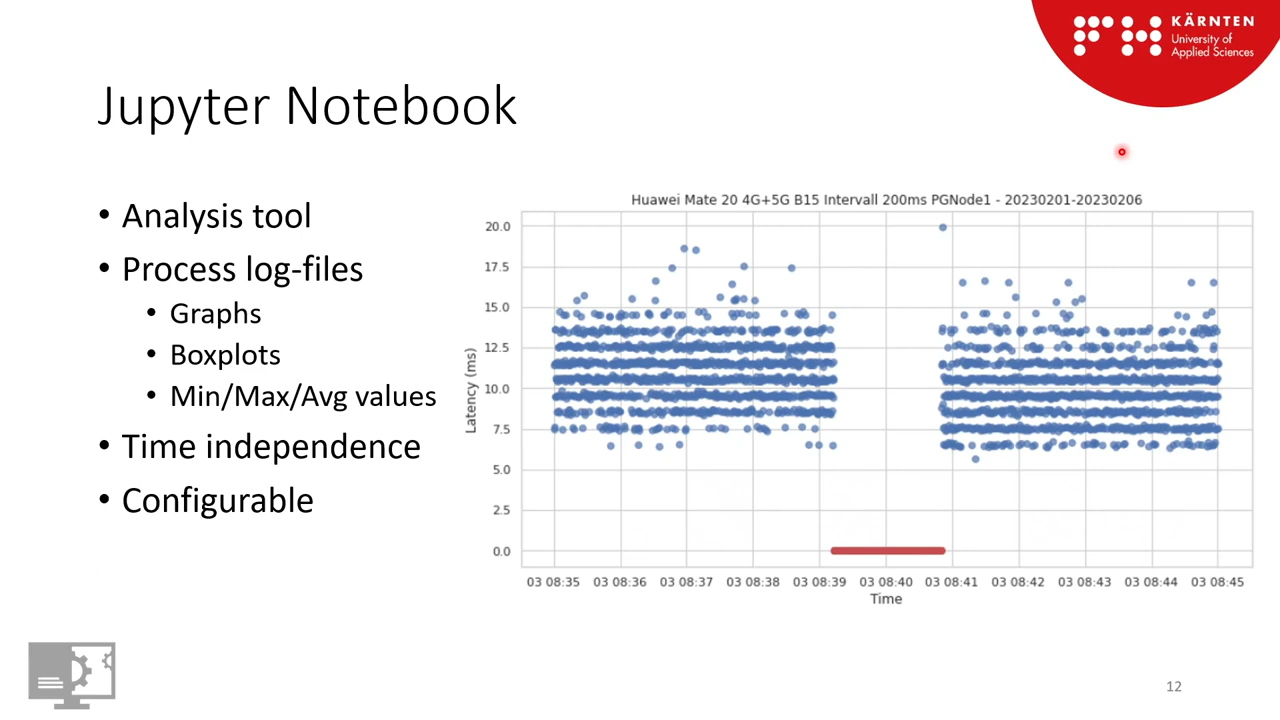 KÄRNTEN
University of
Applied Sciences
Jupyter Notebook
• Analysis tool
• Process log-files
• Graphs
• Boxplots
• Min/Max/Avg values
• Time independence
• Configurable
Huawei Mate 20 4G+5G B15 Intervall 200ms PGNode1 - 20230201-20230206
20.0
17.5
15.0
12.5
10.0
7.5
5.0
2.5
0.0
Latency (ms)
03 08:35 03 08:36 03 08:37 03 08:38 03 08:39 03 08:40 03 08:41 03 08:42 03 08:43 03 08:44 03 08:45
Time
12